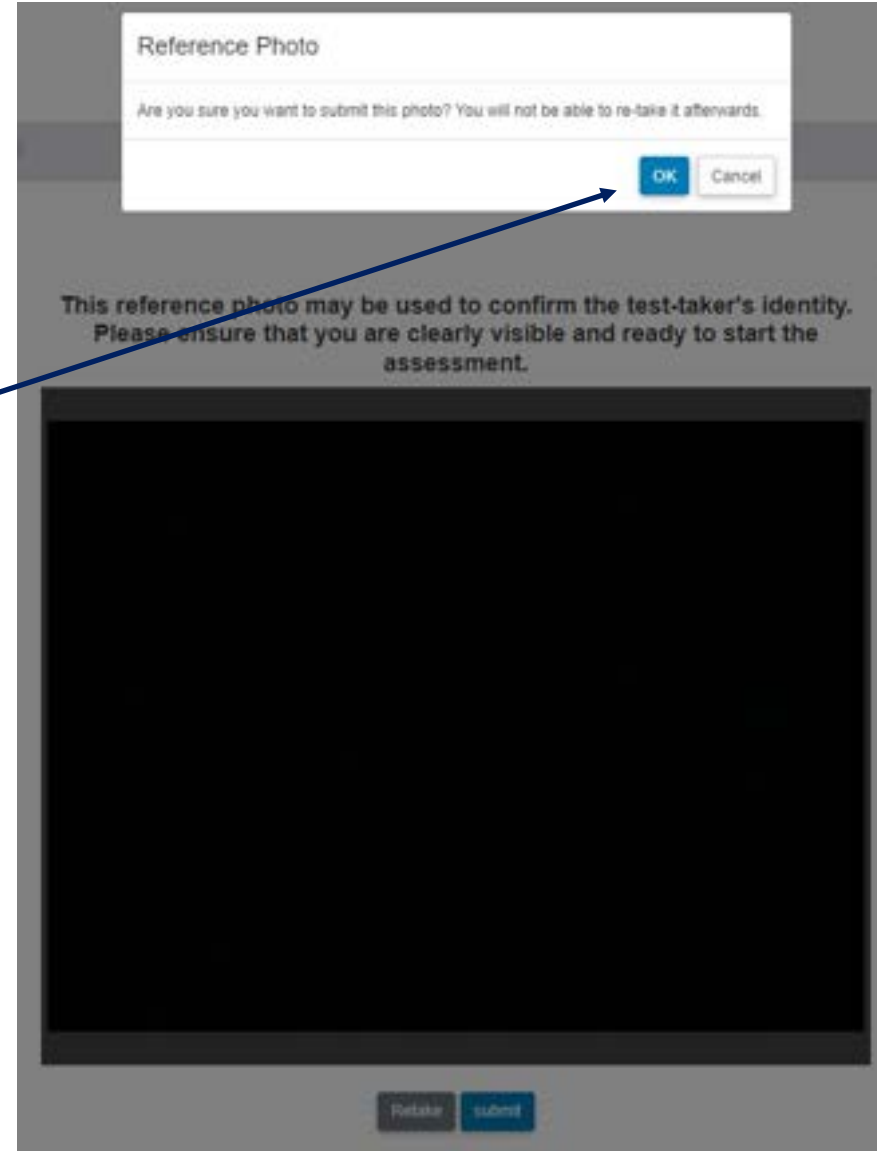 Reference Photo
Are you sure you want to submit this photo? You will not be able to re-take it afterwards.
OK Cancel
This reference photo may be used to confirm the test-taker's identity.
Please ensure that you are clearly visible and ready to start the
assessment.
Retake submit